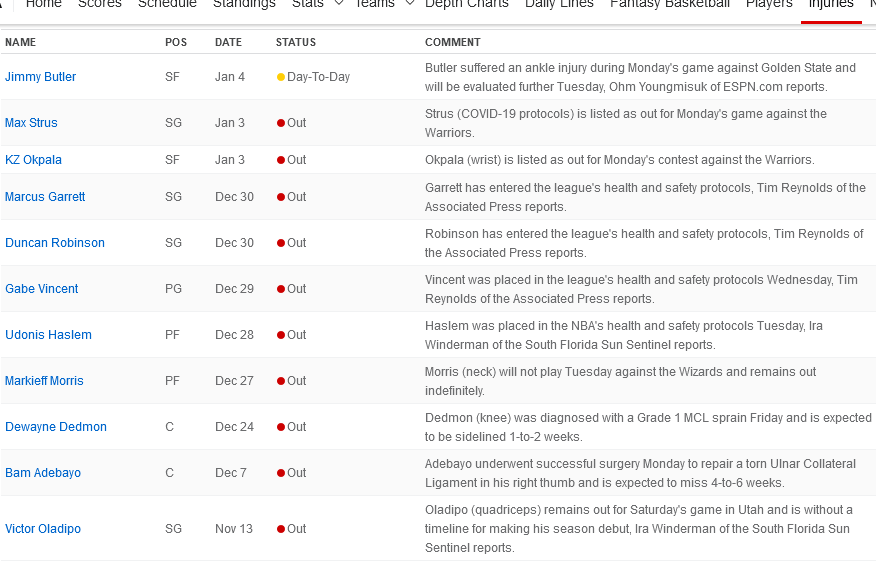 Home Scores Schedule Standings Stats Teams Depth Charts Daily Lines Fantasy Basketball Players Injuries
NAME POS DATE STATUS COMMENT
Jimmy Butler SF Jan 4 Day-To-Day Butler suffered an ankle injury during Monday's game against Golden State and
will be evaluated further Tuesday, Ohm Youngmisuk of ESPN.com reports.
Max Strus SG Jan 3 Out Strus (COVID-19 protocols) is listed as out for Monday's game against the
Warriors.
KZ Okpala SF Jan 3 Out Okpala (wrist) is listed as out for Monday's contest against the Warriors.
Marcus Garrett SG Dec 30 Out Garrett has entered the league's health and safety protocols, Tim Reynolds of the
Associated Press reports.
Duncan Robinson SG Dec 30 Out Robinson has entered the league's health and safety protocols, Tim Reynolds of
the Associated Press reports.
Gabe Vincent PG Dec 29 Out Vincent was placed in the league's health and safety protocols Wednesday, Tim
Reynolds of the Associated Press reports.
Udonis Haslem PF Dec 28 Out Haslem was placed in the NBA's health and safety protocols Tuesday, Ira
Winderman of the South Florida Sun Sentinel reports.
Markieff Morris PF Dec 27 Out Morris (neck) will not play Tuesday against the Wizards and remains out
indefinitely.
Dewayne Dedmon C Dec 24 Out Dedmon (knee) was diagnosed with a Grade 1 MCL sprain Friday and is expected
to be sidelined 1-to-2 weeks.
Bam Adebayo C Dec 7 Out Adebayo underwent successful surgery Monday to repair a torn Ulnar Collateral
Ligament in his right thumb and is expected to miss 4-to-6 weeks.
Victor Oladipo SG Nov 13 Out Oladipo (quadriceps) remains out for Saturday's game in Utah and is without a
timeline for making his season debut, Ira Winderman of the South Florida Sun
Sentinel reports.